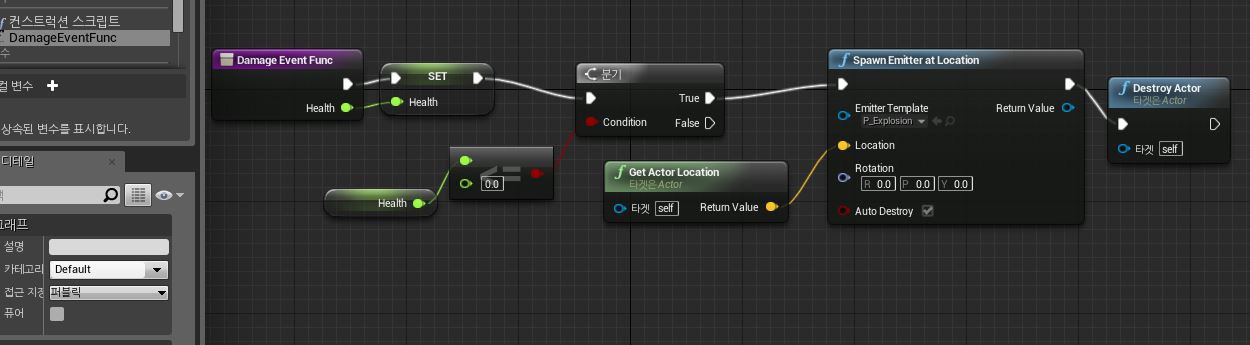 컨스트럭션 스크립트
DamageEventFunc
수
컬 변수
상속된 변수를 표시합니다.
디테일
그래프
설명
카테고리
Default
접근 지정
퍼블릭
퓨어
Damage Event Func
Health
SET
Health
Health
<=
0.0
분기
Condition
True
False
Get Actor Location
타겟은 Actor
타겟
self
Return Value
Spawn Emitter at Location
Emitter Template
P_Explosion
Location
Rotation
R 0.0 P 0.0 Y 0.0
Auto Destroy
Return Value
Destroy Actor
타겟은 Actor
타겟
self